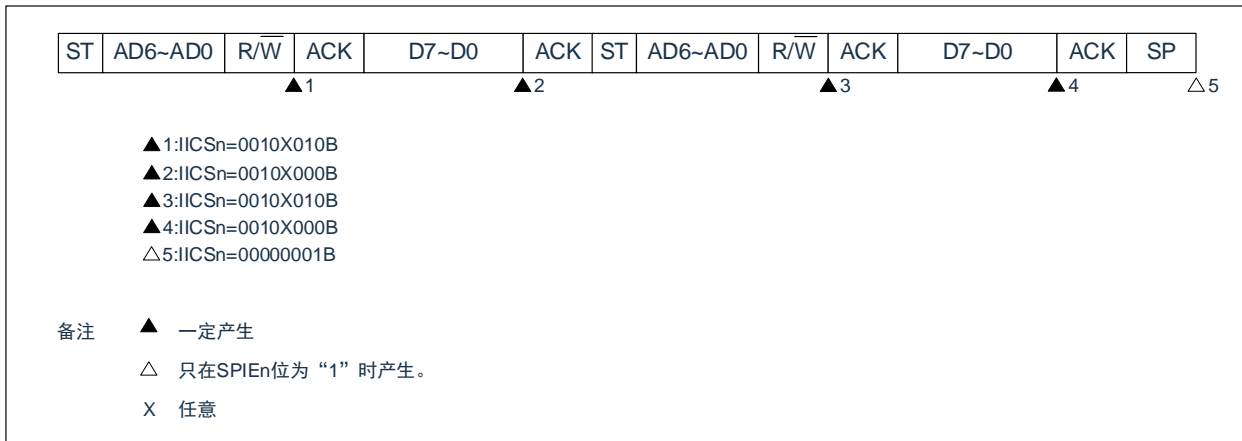 ST AD6~AD0 R/W̅ ACK D7~D0 ACK ST AD6~AD0 R/W̅ ACK D7~D0 ACK SP
▲1 ▲2 ▲3 ▲4 △5
▲1:IICSn=0010X010B
▲2:IICSn=0010X000B
▲3:IICSn=0010X010B
▲4:IICSn=0010X000B
△5:IICSn=00000001B
备注 ▲ 一定产生
△ 只在SPIEn位为“1”时产生。
X 任意